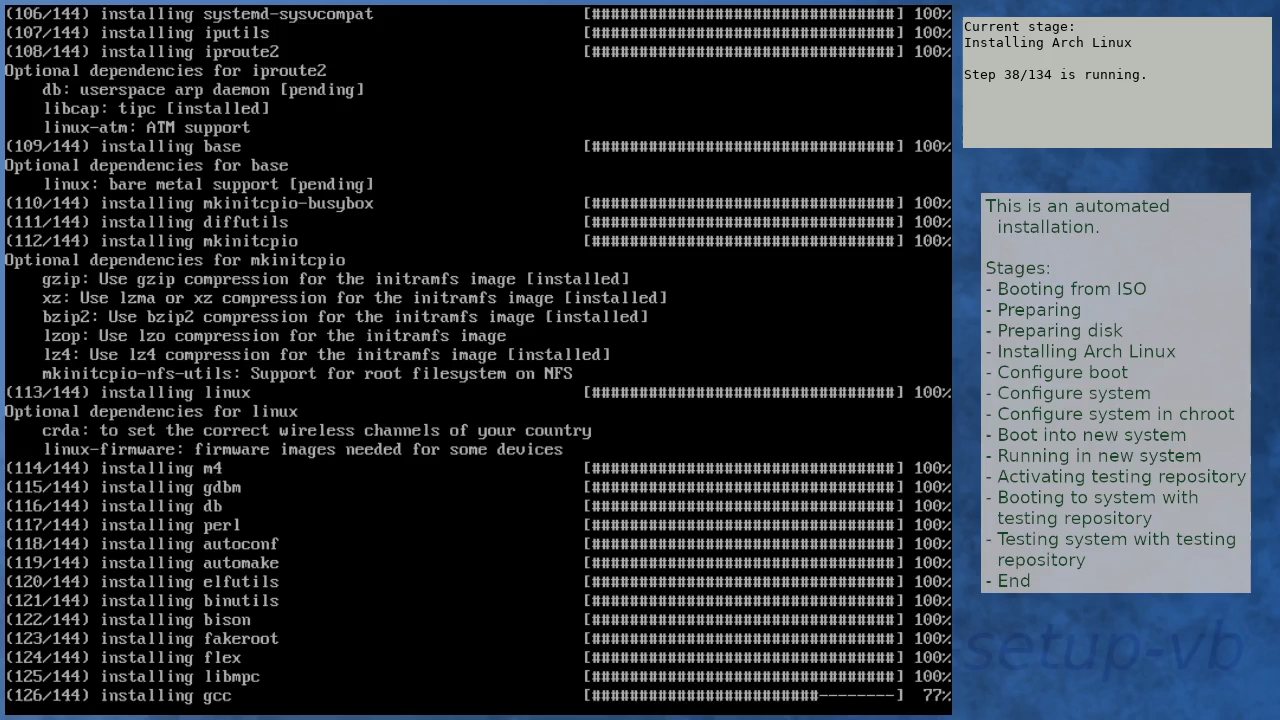 (106/144) installing systemd-sysvcompat [################################] 100%
(107/144) installing iputils [################################] 100%
(108/144) installing iproute2 [################################] 100%
Optional dependencies for iproute2
    db: userspace arp daemon [pending]
    libcap: tipc [installed]
    linux-atm: ATM support
(109/144) installing base [################################] 100%
Optional dependencies for base
    linux: bare metal support [pending]
(110/144) installing mkinitcpio-busybox [################################] 100%
(111/144) installing diffutils [################################] 100%
(112/144) installing mkinitcpio [################################] 100%
Optional dependencies for mkinitcpio
    gzip: Use gzip compression for the initramfs image [installed]
    xz: Use lzma or xz compression for the initramfs image [installed]
    bzip2: Use bzip2 compression for the initramfs image [installed]
    lzop: Use lzo compression for the initramfs image
    lz4: Use lz4 compression for the initramfs image [installed]
    mkinitcpio-nfs-utils: Support for root filesystem on NFS
(113/144) installing linux [################################] 100%
Optional dependencies for linux
    crda: to set the correct wireless channels of your country
    linux-firmware: firmware images needed for some devices
(114/144) installing m4 [################################] 100%
(115/144) installing gdbm [################################] 100%
(116/144) installing db [################################] 100%
(117/144) installing perl [################################] 100%
(118/144) installing autoconf [################################] 100%
(119/144) installing automake [################################] 100%
(120/144) installing elfutils [################################] 100%
(121/144) installing binutils [################################] 100%
(122/144) installing bison [################################] 100%
(123/144) installing fakeroot [################################] 100%
(124/144) installing flex [################################] 100%
(125/144) installing libmpc [################################] 100%
(126/144) installing gcc [########################--------] 77%
Current stage:
Installing Arch Linux
Step 38/134 is running.
This is an automated
installation.
Stages:
- Booting from ISO
- Preparing
- Preparing disk
- Installing Arch Linux
- Configure boot
- Configure system
- Configure system in chroot
- Boot into new system
- Running in new system
- Activating testing repository
- Booting to system with
testing repository
- Testing system with testing
repository
- End
setup-vb